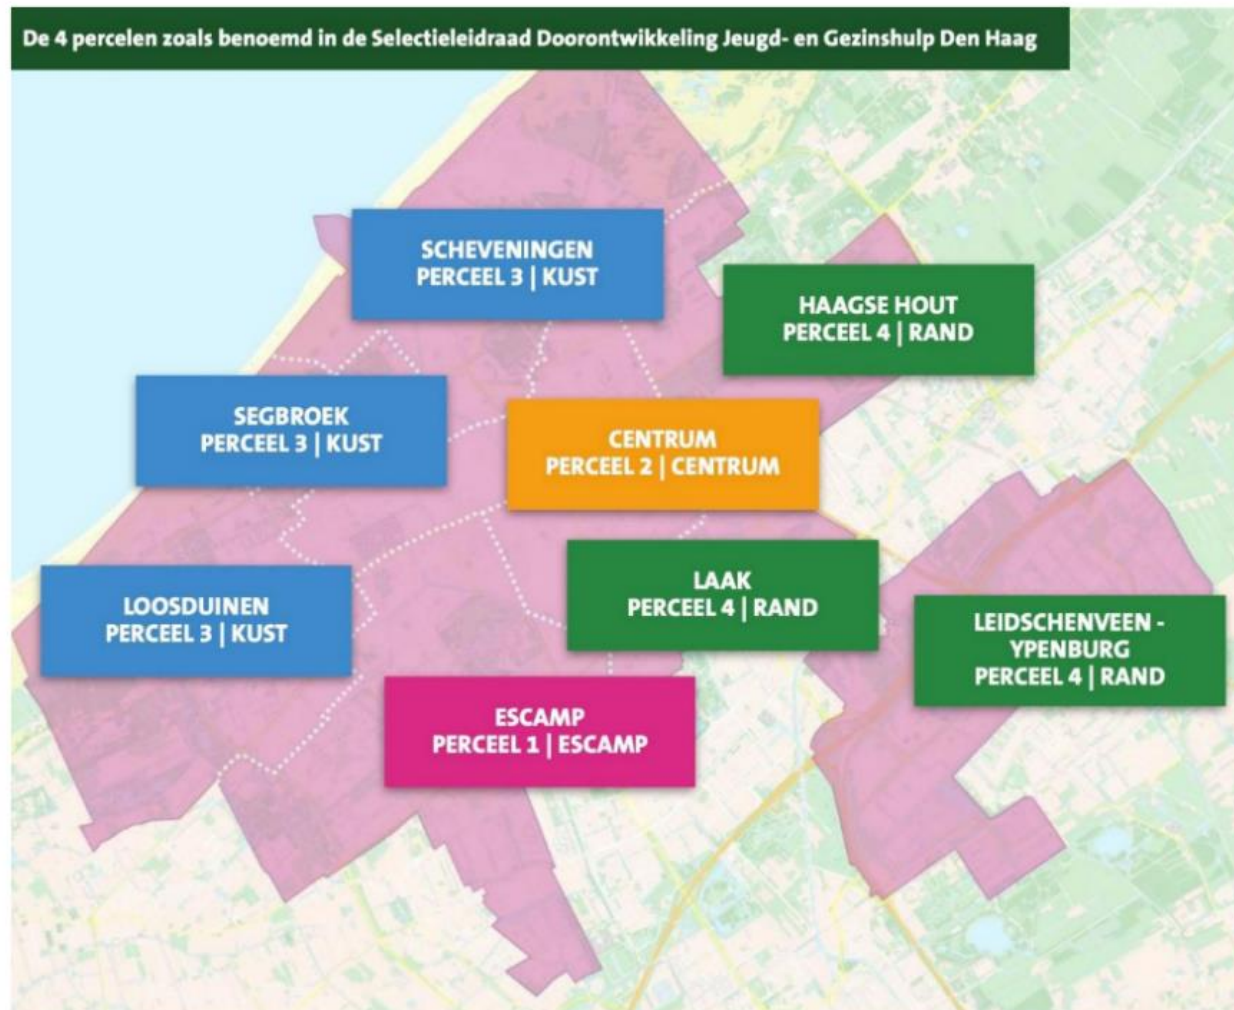 De 4 percelen zoals benoemd in de Selectieleidraad Doorontwikkeling Jeugd- en Gezinshulp Den Haag
SCHEVENINGEN
PERCEEL 3 | KUST
HAAGSE HOUT
PERCEEL 4 | RAND
SEGBROEK
PERCEEL 3 | KUST
CENTRUM
PERCEEL 2 | CENTRUM
LOOSDUINEN
PERCEEL 3 | KUST
LAAK
PERCEEL 4 | RAND
LEIDSCHENVEEN -
YPENBURG
PERCEEL 4 | RAND
ESCAMP
PERCEEL 1 | ESCAMP